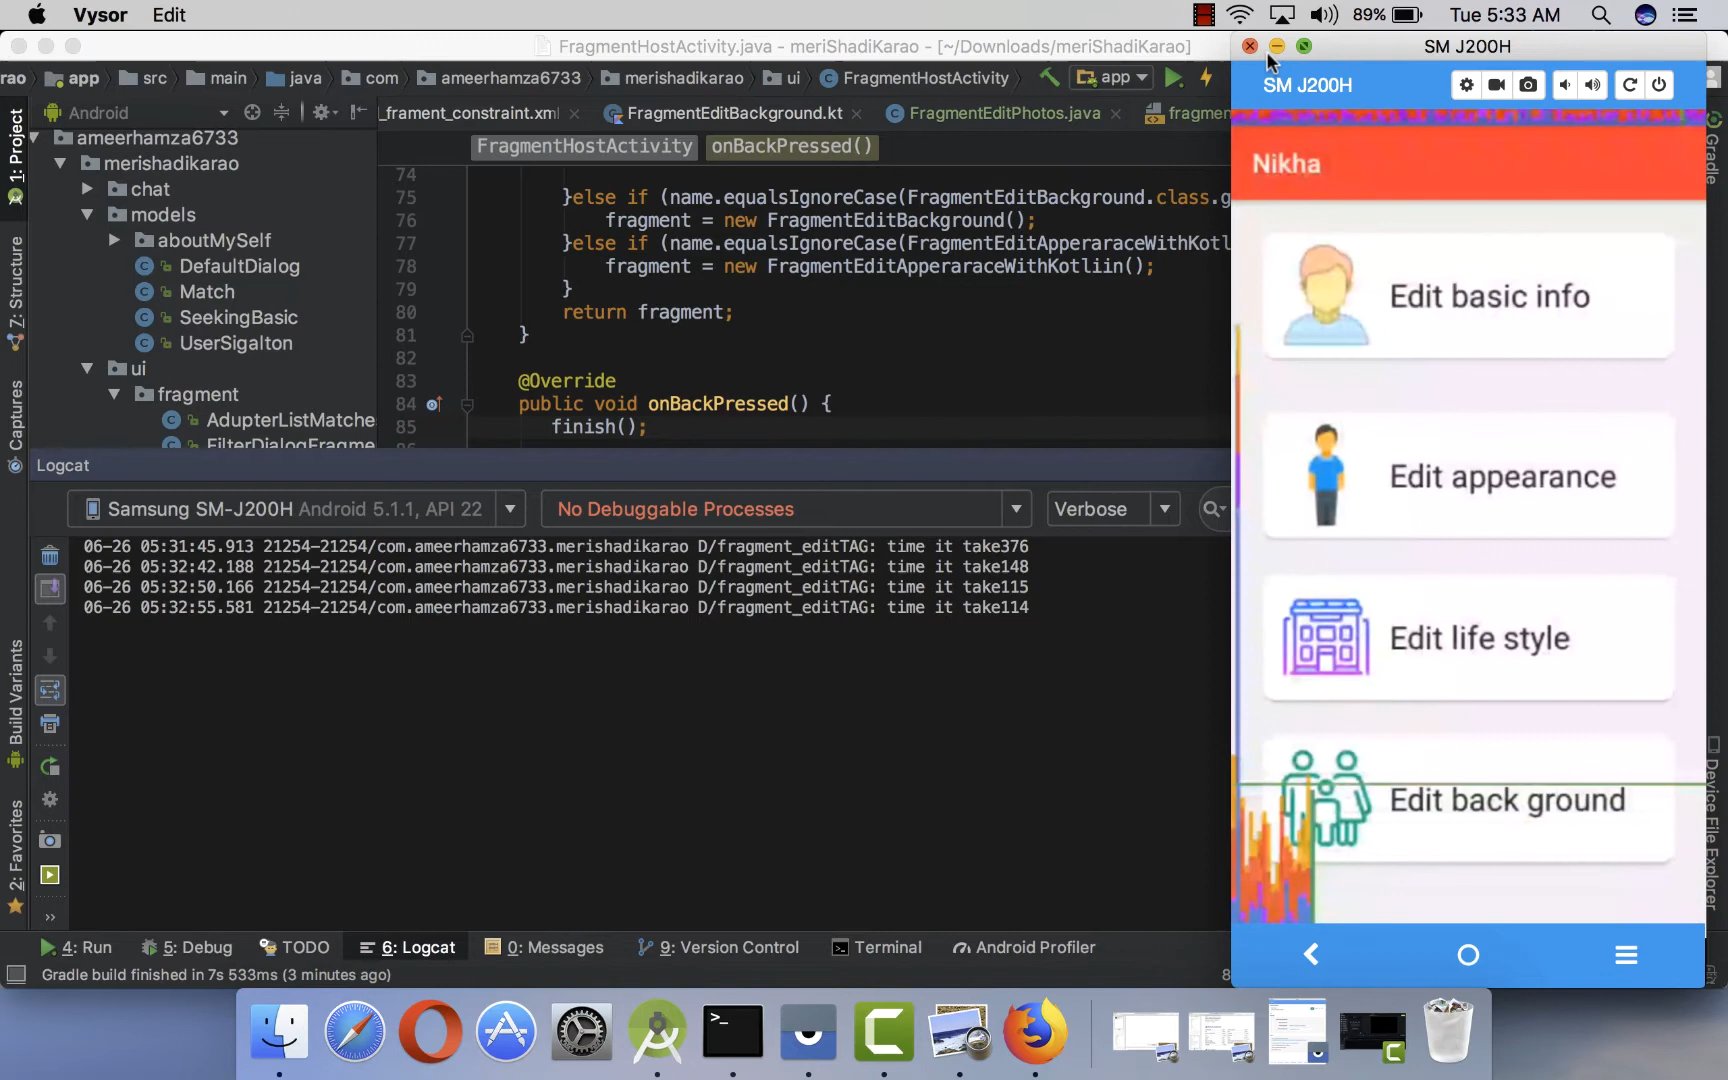 Vysor Edit 89% Tue 5:33 AM
FragmentHostActivity.java - meriShadiKarao - [~/Downloads/meriShadiKarao]
SM J200H
rao app src main java com ameerhamza6733 merishadikarao ui FragmentHostActivity app
SM J200H
Android
_frament_constraint.xml FragmentEditBackground.kt FragmentEditPhotos.java fragmen
1: Project
7: Structure
Captures
Build Variants
2: Favorites
Gradle
Device File Explorer
ameerhamza6733
merishadikarao
chat
models
aboutMySelf
DefaultDialog
Match
SeekingBasic
UserSigalton
ui
fragment
AdupterListMatche
FilterDialogFragme
FragmentHostActivity onBackPressed()
74
75 }else if (name.equalsIgnoreCase(FragmentEditBackground.class.g
76 fragment = new FragmentEditBackground();
77 }else if (name.equalsIgnoreCase(FragmentEditApperaraceWithKotl
78 fragment = new FragmentEditApperaraceWithKotliin();
79 }
80 return fragment;
81 }
82
83 @Override
84 public void onBackPressed() {
85 finish();
Logcat
Samsung SM-J200H Android 5.1.1, API 22 No Debuggable Processes Verbose
06-26 05:31:45.913 21254-21254/com.ameerhamza6733.merishadikarao D/fragment_editTAG: time it take376
06-26 05:32:42.188 21254-21254/com.ameerhamza6733.merishadikarao D/fragment_editTAG: time it take148
06-26 05:32:50.166 21254-21254/com.ameerhamza6733.merishadikarao D/fragment_editTAG: time it take115
06-26 05:32:55.581 21254-21254/com.ameerhamza6733.merishadikarao D/fragment_editTAG: time it take114
4: Run 5: Debug TODO 6: Logcat 0: Messages 9: Version Control Terminal Android Profiler
Gradle build finished in 7s 533ms (3 minutes ago)
Nikha
Edit basic info
Edit appearance
Edit life style
Edit back ground